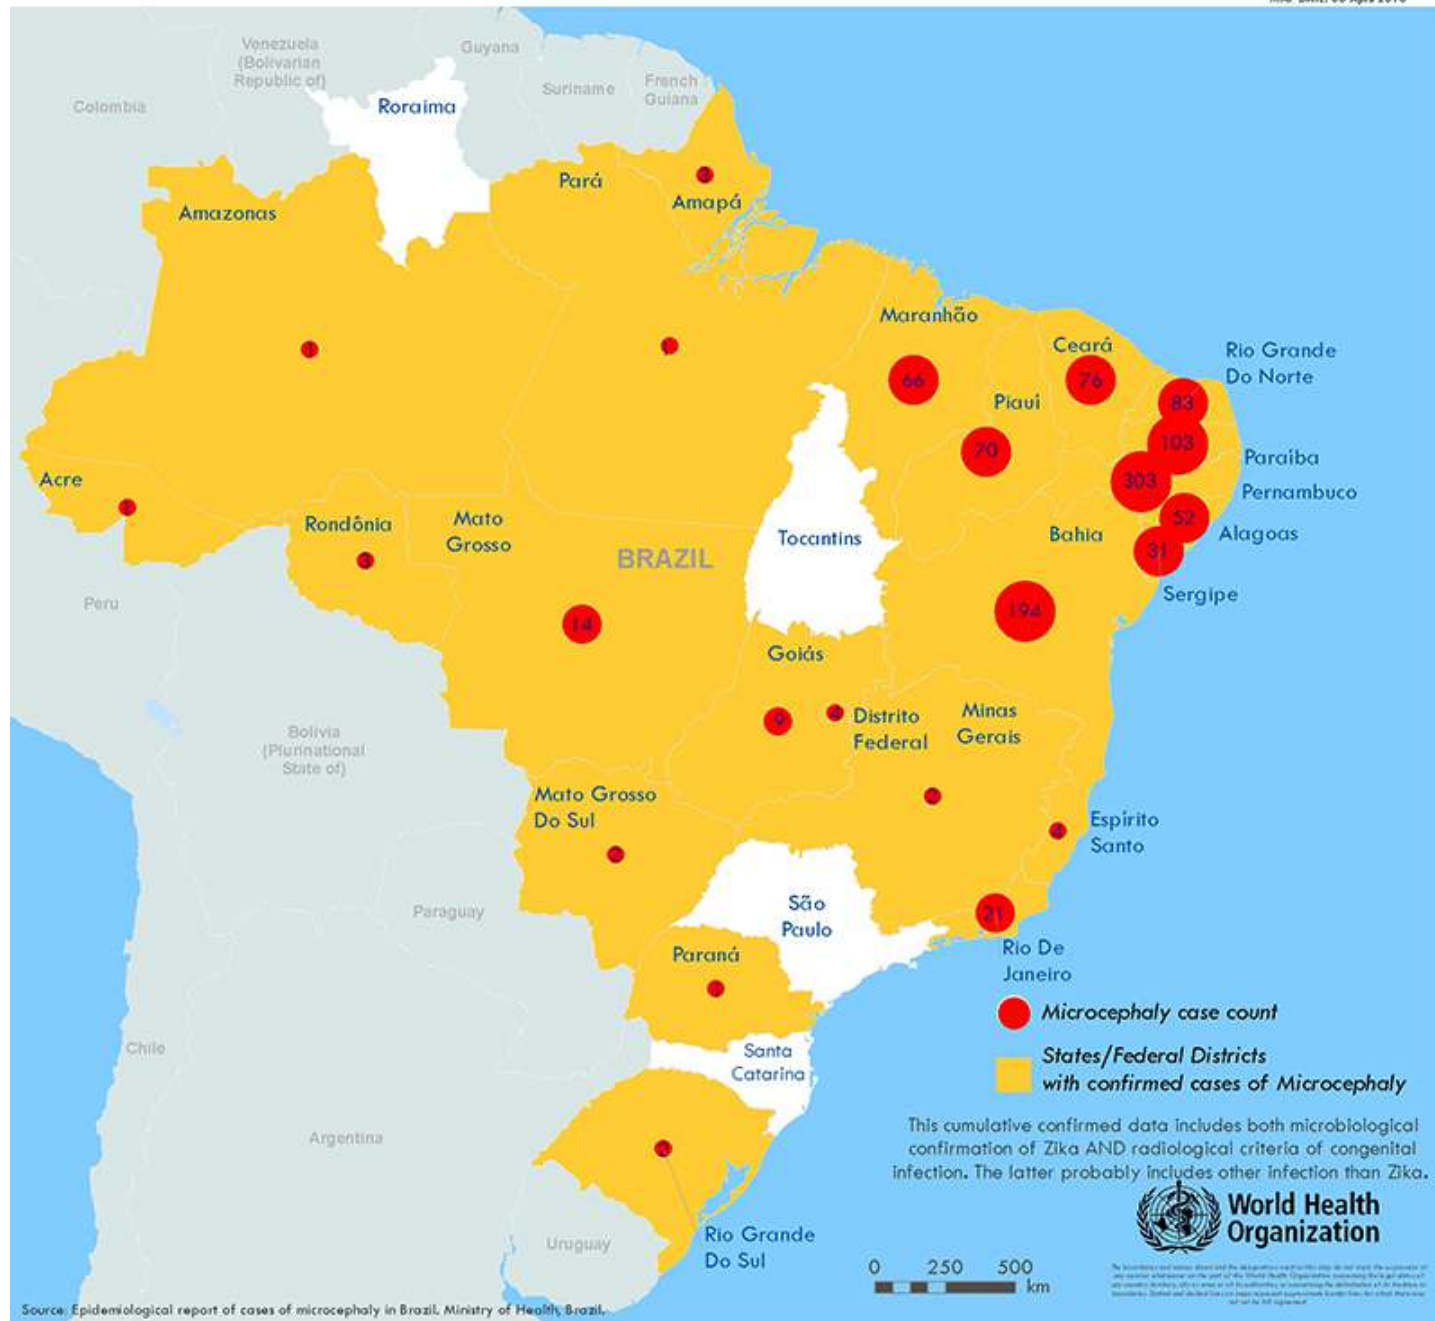 Venezuela
(Bolivarian
Republic of)
Guyana
Suriname
French
Guiana
Colombia
Roraima
Pará
Amapá
Amazonas
Maranhão
Ceará
Rio Grande
Do Norte
1
66
76
83
Piauí
70
103
303
Paraíba
Pernambuco
Acre
Rondônia
3
Mato
Grosso
BRAZIL
Tocantins
Bahia
52
Alagoas
31
Sergipe
Peru
14
194
Goiás
9
4
Distrito
Federal
Minas
Gerais
Bolivia
(Plurinational
State of)
Mato Grosso
Do Sul
4
Espírito
Santo
São
Paulo
21
Rio De
Janeiro
Paraguay
Paraná
Microcephaly case count
Chile
Santa
Catarina
States/Federal Districts
with confirmed cases of Microcephaly
Argentina
This cumulative confirmed data includes both microbiological
confirmation of Zika AND radiological criteria of congenital
infection. The latter probably includes other infection than Zika.
World Health
Organization
Uruguay
Rio Grande
Do Sul
0 250 500
km
Source: Epidemiological report of cases of microcephaly in Brazil. Ministry of Health, Brazil.